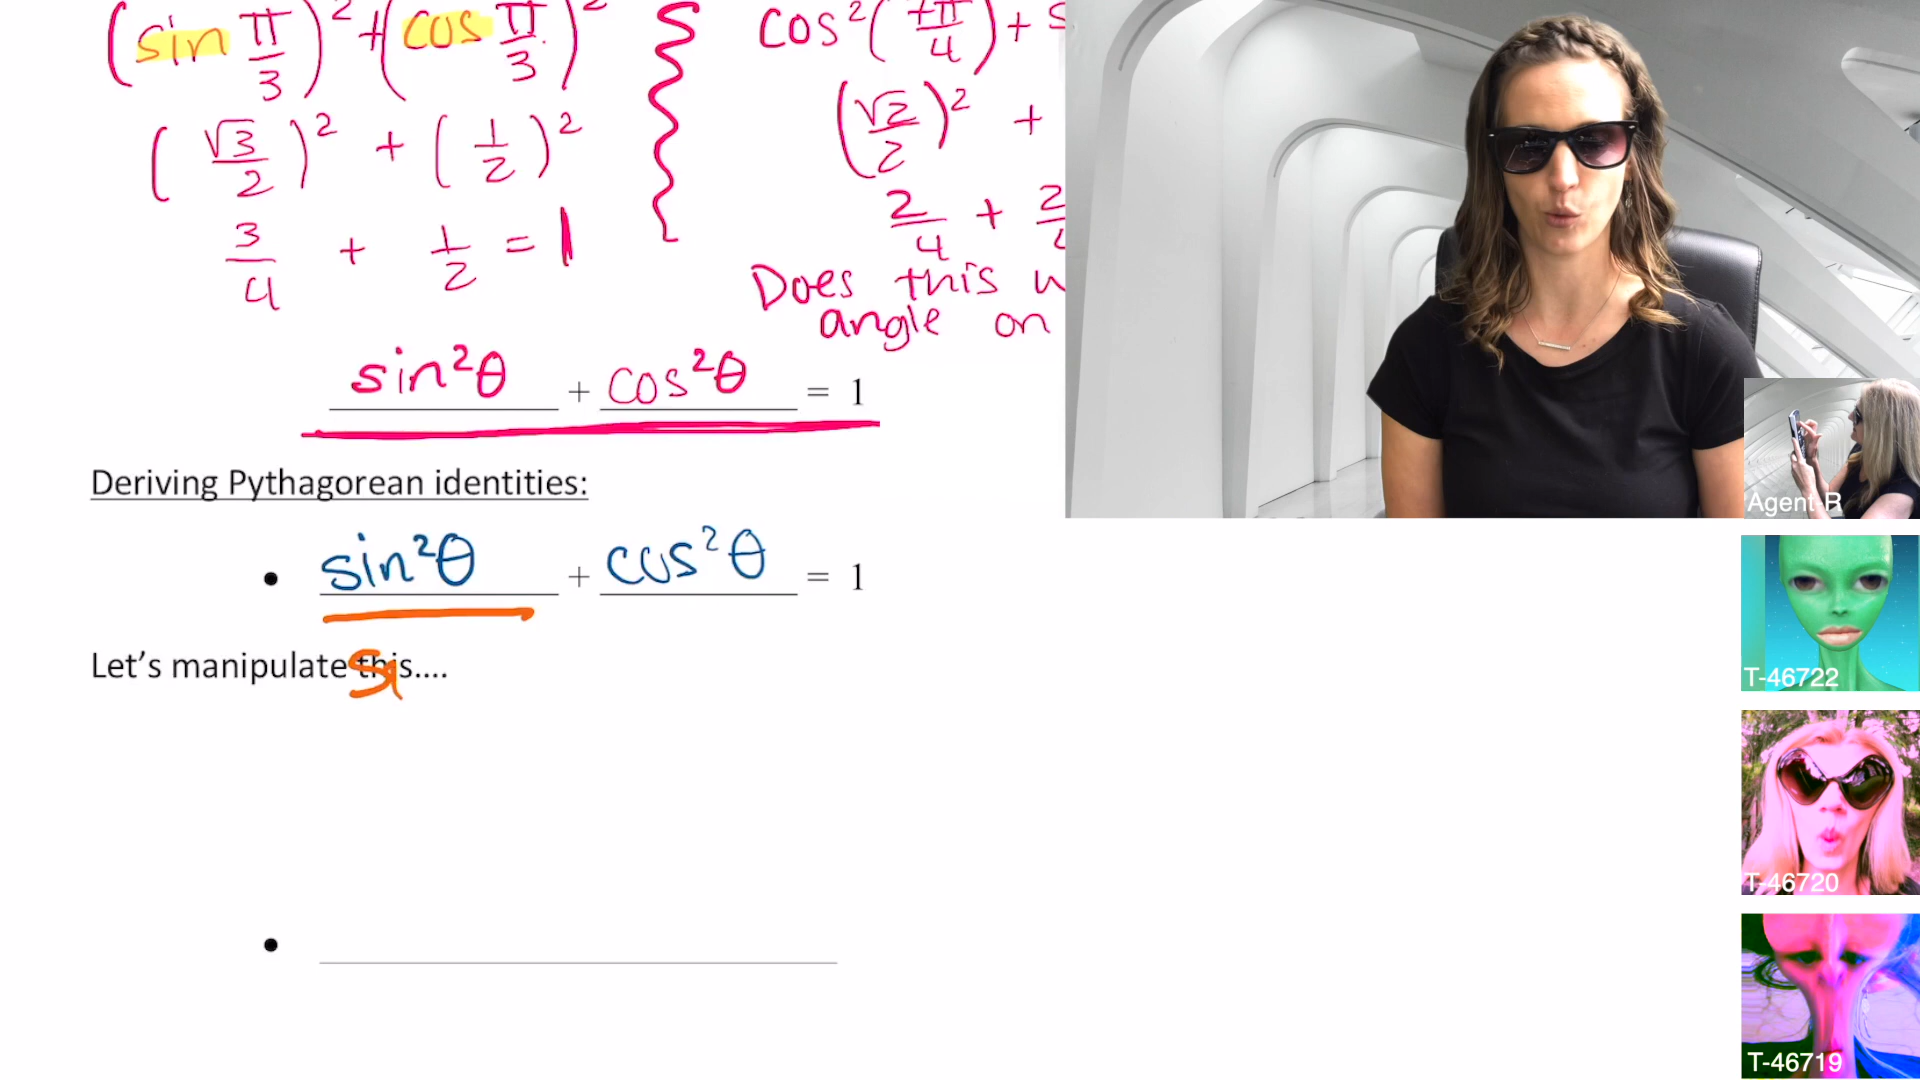 (sin π/3)² + (cos π/3)²
(√3/2)² + (1/2)²
3/4 + 1/2 = 1
cos²( π/4) +
(√2/2)² +
2/4 + 2/
Does this
angle on
sin²θ + cos²θ = 1
Deriving Pythagorean identities:
• sin²θ + cos²θ = 1
Let's manipulate this....
•
Agent R
T-46722
T-46720
T-46719